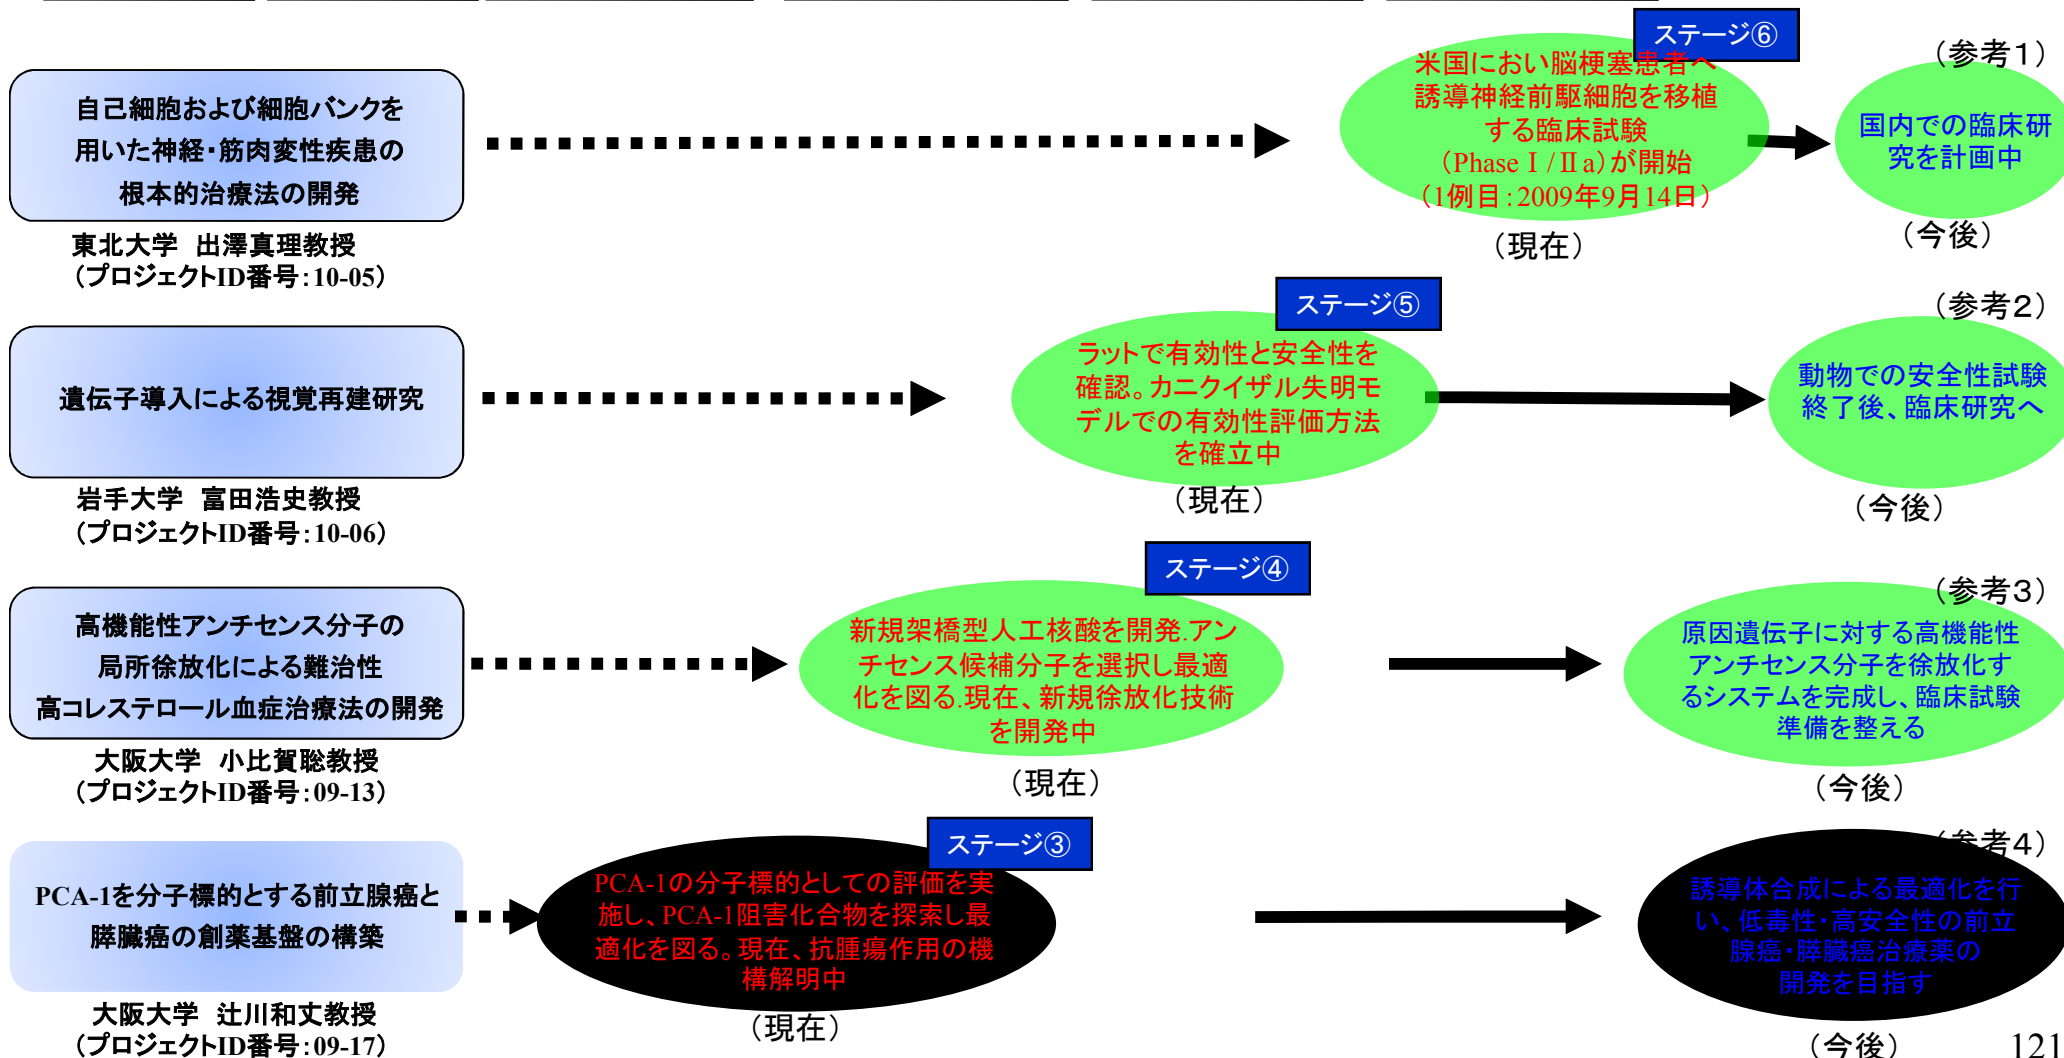 ステージ⑥
（参考１）
自己細胞および細胞バンクを
用いた神経・筋肉変性疾患の
根本的治療法の開発
米国におい脳梗塞患者へ
誘導神経前駆細胞を移植
する臨床試験
（PhaseⅠ/Ⅱa）が開始
（1例目：2009年9月14日）
国内での臨床研
究を計画中
東北大学　出澤真理教授
（プロジェクトID番号：10-05）
（現在）
（今後）
ステージ⑤
（参考２）
遺伝子導入による視覚再建研究
ラットで有効性と安全性を
確認。カニクイザル失明モ
デルでの有効性評価方法
を確立中
動物での安全性試験
終了後、臨床研究へ
岩手大学　富田浩史教授
（プロジェクトID番号：10-06）
（現在）
（今後）
ステージ④
（参考３）
高機能性アンチセンス分子の
局所徐放化による難治性
高コレステロール血症治療法の開発
新規架橋型人工核酸を開発.アン
チセンス候補分子を選択し最適
化を図る.現在、新規徐放化技術
を開発中
原因遺伝子に対する高機能性
アンチセンス分子を徐放化す
るシステムを完成し、臨床試験
準備を整える
大阪大学　小比賀聡教授
（プロジェクトID番号：09-13）
（現在）
（今後）
ステージ③
（参考４）
PCA-1を分子標的とする前立腺癌と
膵臓癌の創薬基盤の構築
PCA-1の分子標的としての評価を実
施し、PCA-1阻害化合物を探索し最
適化を図る。現在、抗腫瘍作用の機
構解明中
誘導体合成による最適化を行
い、低毒性・高安全性の前立
腺癌・膵臓癌治療薬の
開発を目指す
大阪大学　辻川和丈教授
（プロジェクトID番号：09-17）
（現在）
（今後）
121